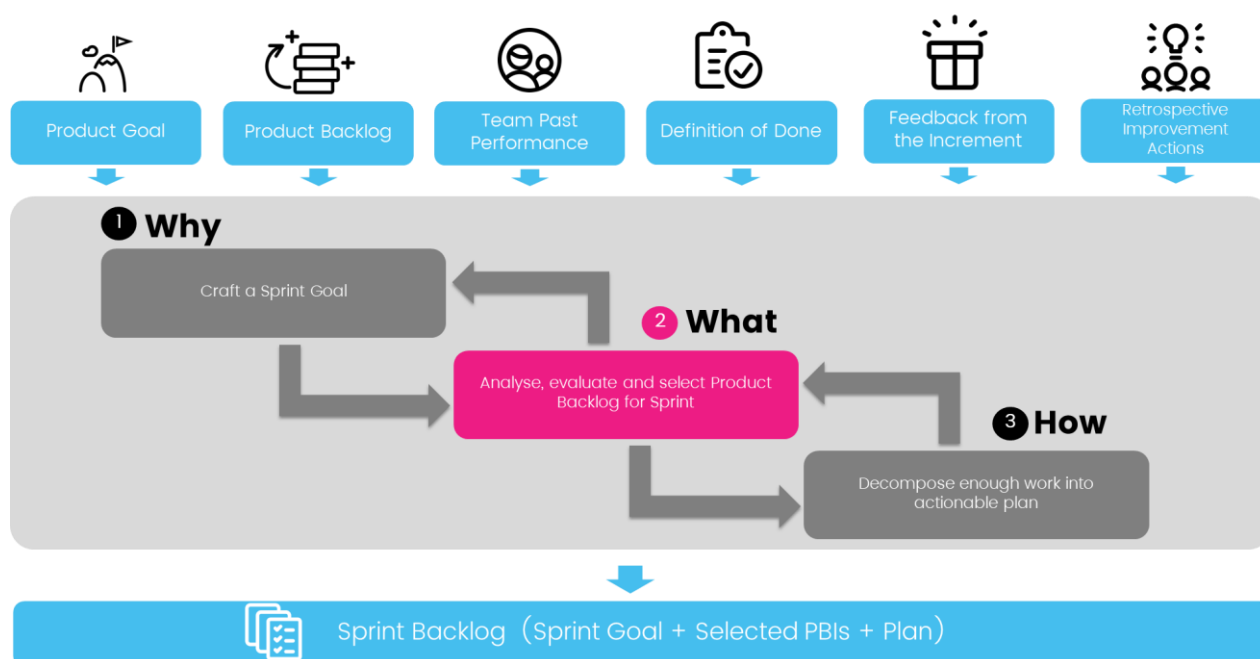 Product Goal
Product Backlog
Team Past
Performance
Definition of Done
Feedback from
the Increment
Retrospective
Improvement
Actions
1 Why
Craft a Sprint Goal
2 What
Analyse, evaluate and select Product
Backlog for Sprint
3 How
Decompose enough work into
actionable plan
Sprint Backlog (Sprint Goal + Selected PBIs + Plan)